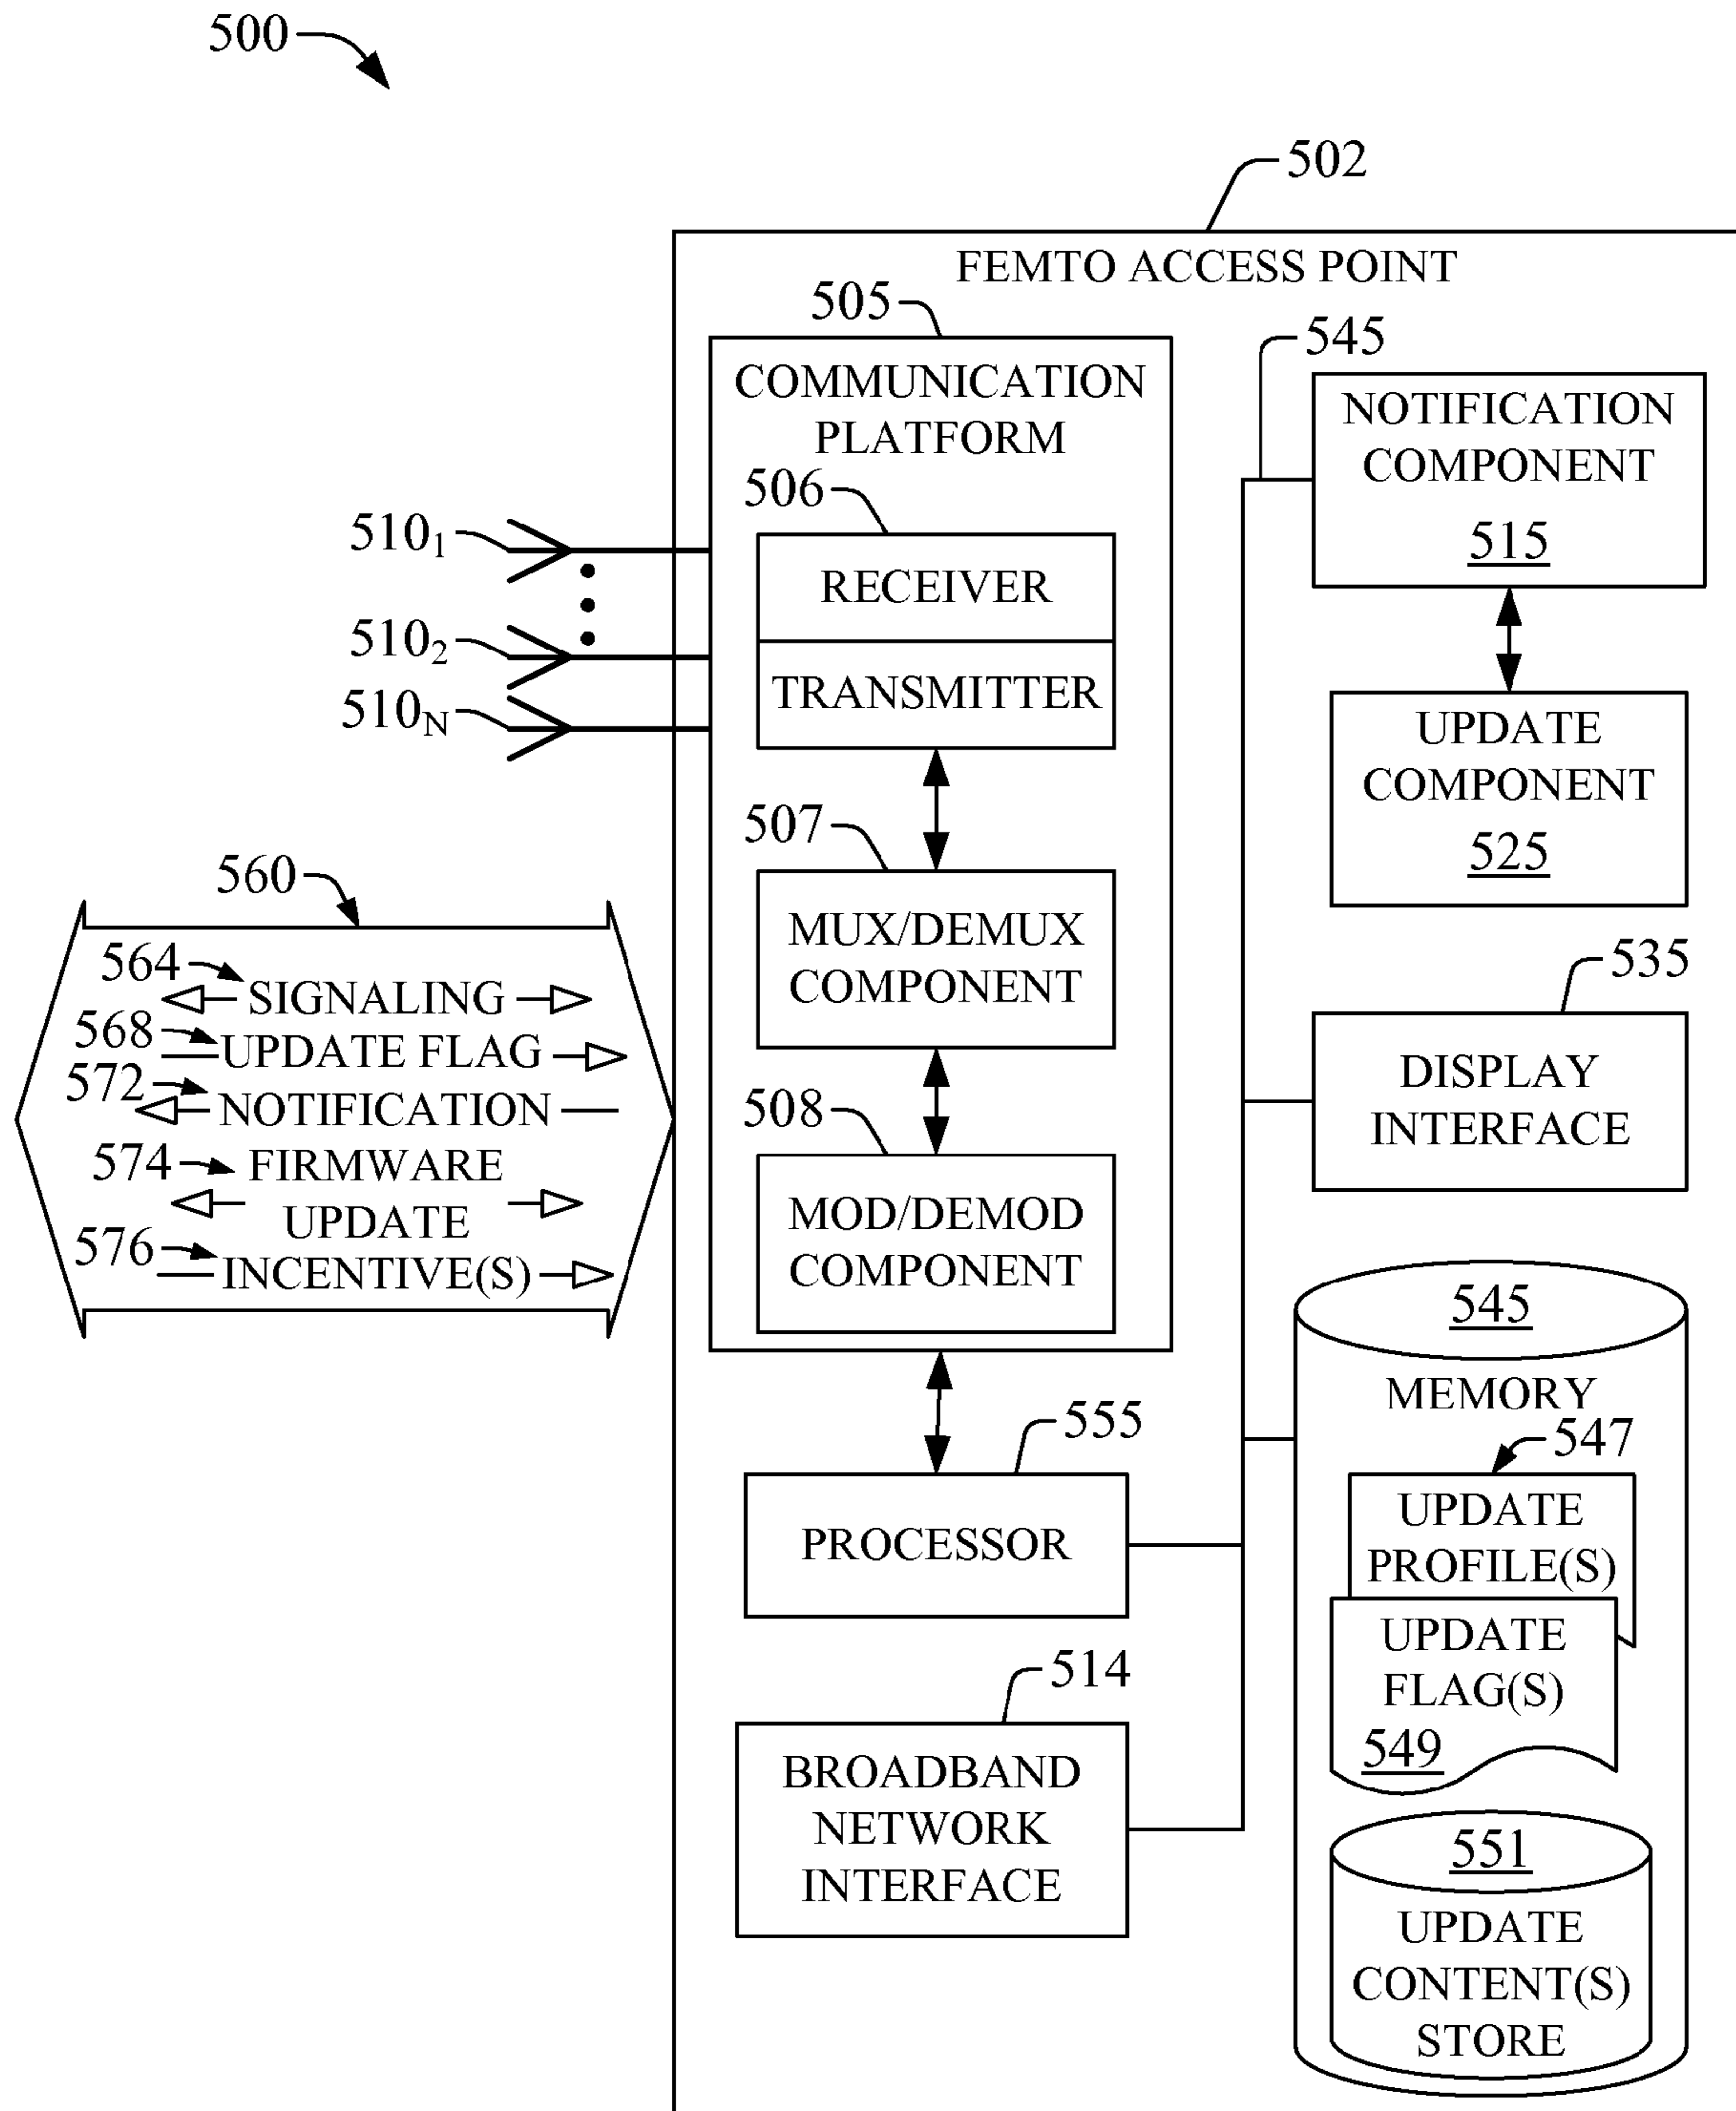 500
502
FEMTO ACCESS POINT
505
COMMUNICATION
PLATFORM
506
RECEIVER
TRANSMITTER
507
MUX/DEMUX
COMPONENT
508
MOD/DEMOD
COMPONENT
510₁
510₂
510N
560
564
SIGNALING
568
UPDATE FLAG
572
NOTIFICATION
574
FIRMWARE
UPDATE
576
INCENTIVE(S)
555
PROCESSOR
514
BROADBAND
NETWORK
INTERFACE
545
NOTIFICATION
COMPONENT
515
UPDATE
COMPONENT
525
535
DISPLAY
INTERFACE
545
MEMORY
547
UPDATE
PROFILE(S)
UPDATE
FLAG(S)
549
551
UPDATE
CONTENT(S)
STORE